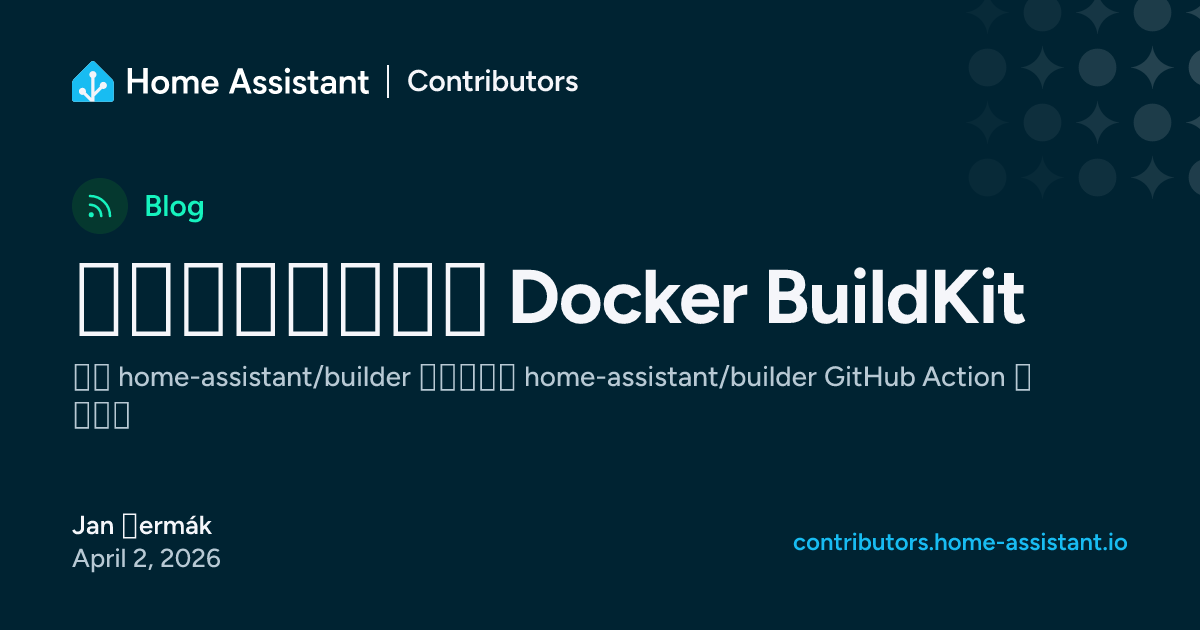 Home Assistant | Contributors
Blog
▯▯▯▯▯▯▯▯ Docker BuildKit
▯▯ home-assistant/builder ▯▯▯▯▯ home-assistant/builder GitHub Action ▯
▯▯▯
Jan ▯ermák
April 2, 2026
contributors.home-assistant.io